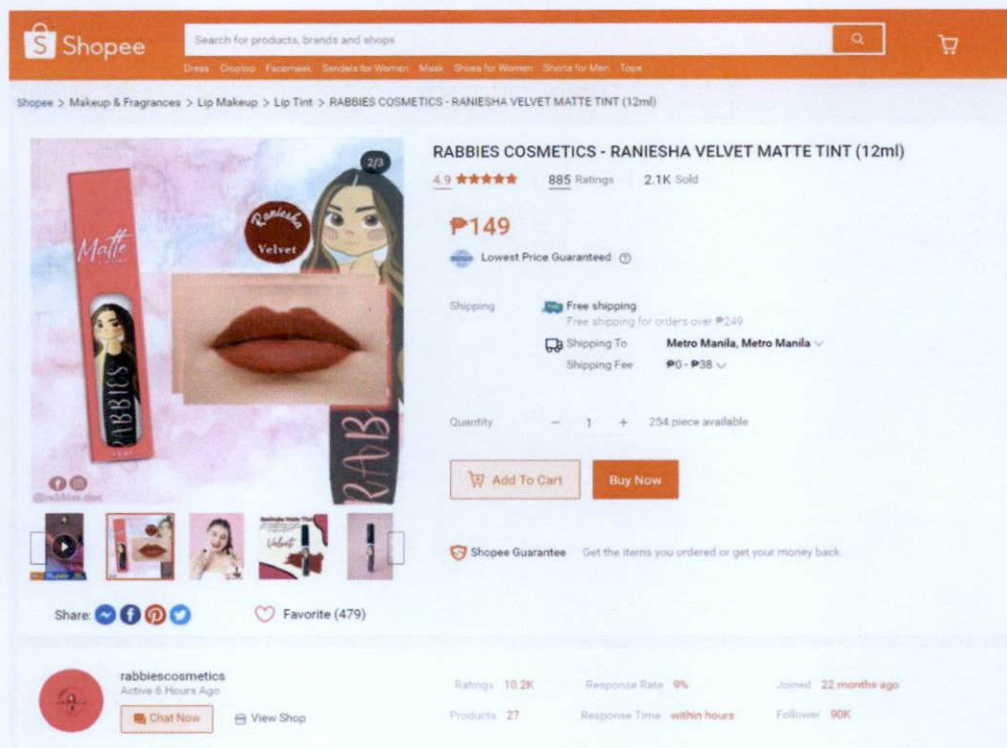 Shopee
Search for products, brands and shops
Dress Croptop Facemask Sandals for Women Mask Shoes for Women Shorts for Men Tops
Shopee > Makeup & Fragrances > Lip Makeup > Lip Tint > RABBIES COSMETICS - RANIESHA VELVET MATTE TINT (12ml)
2/3
Matte
Raniesha
Velvet
RABBIES
RAB
RABBIES COSMETICS - RANIESHA VELVET MATTE TINT (12ml)
4.9
885 Ratings
2.1K Sold
₱149
Lowest Price Guaranteed
Shipping
Free shipping
Free shipping for orders over ₱249
Shipping To Metro Manila, Metro Manila
Shipping Fee ₱0 - ₱38
Quantity − 1 + 254 piece available
Add To Cart
Buy Now
Velvet
Shopee Guarantee Get the items you ordered or get your money back.
Share:
Favorite (479)
rabbiescosmetics
Active 6 Hours Ago
Chat Now
View Shop
Ratings 10.2K Response Rate 9% Joined 22 months ago
Products 27 Response Time within hours Follower 90K